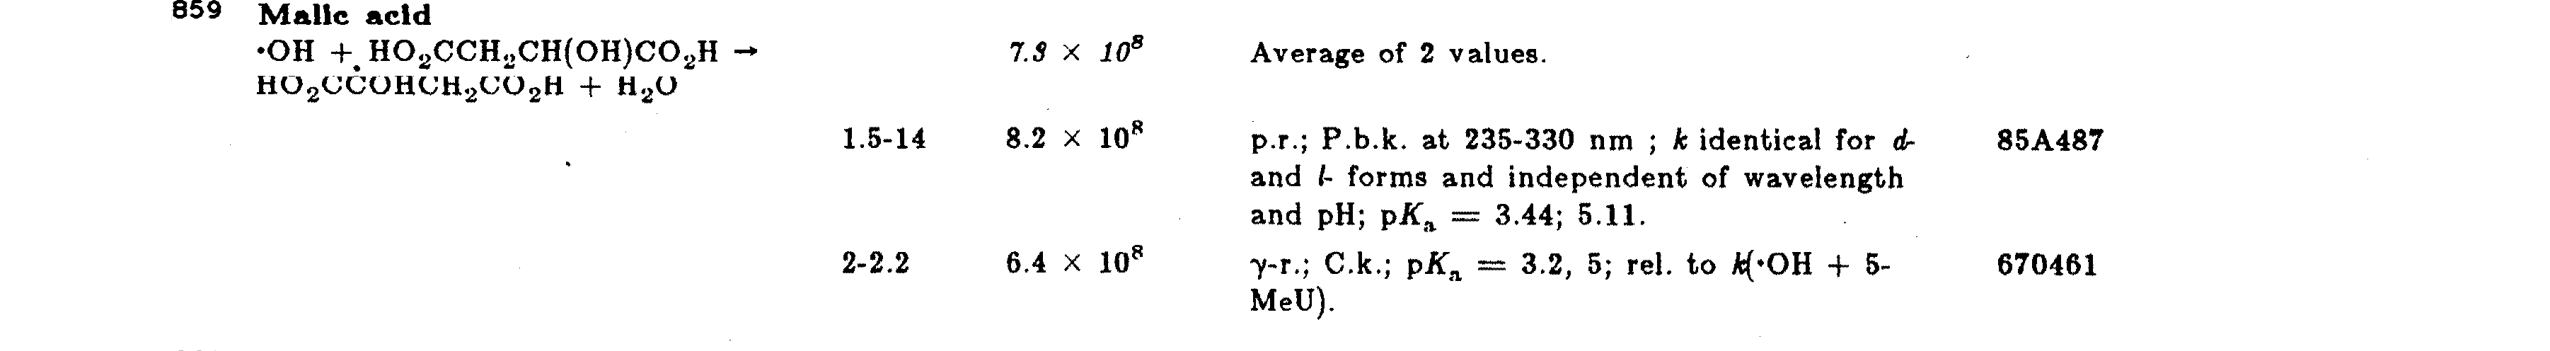 859 Malic acid
·OH + HO₂CCH₂CH(OH)CO₂H → 7.3 × 10⁸ Average of 2 values.
HO₂CĊOHCH₂CO₂H + H₂O
1.5-14 8.2 × 10⁸ p.r.; P.b.k. at 235-330 nm ; k identical for d- 85A487
and l- forms and independent of wavelength
and pH; pKₐ = 3.44; 5.11.
2-2.2 6.4 × 10⁸ γ-r.; C.k.; pKₐ = 3.2, 5; rel. to k(·OH + 5- 670461
MeU).